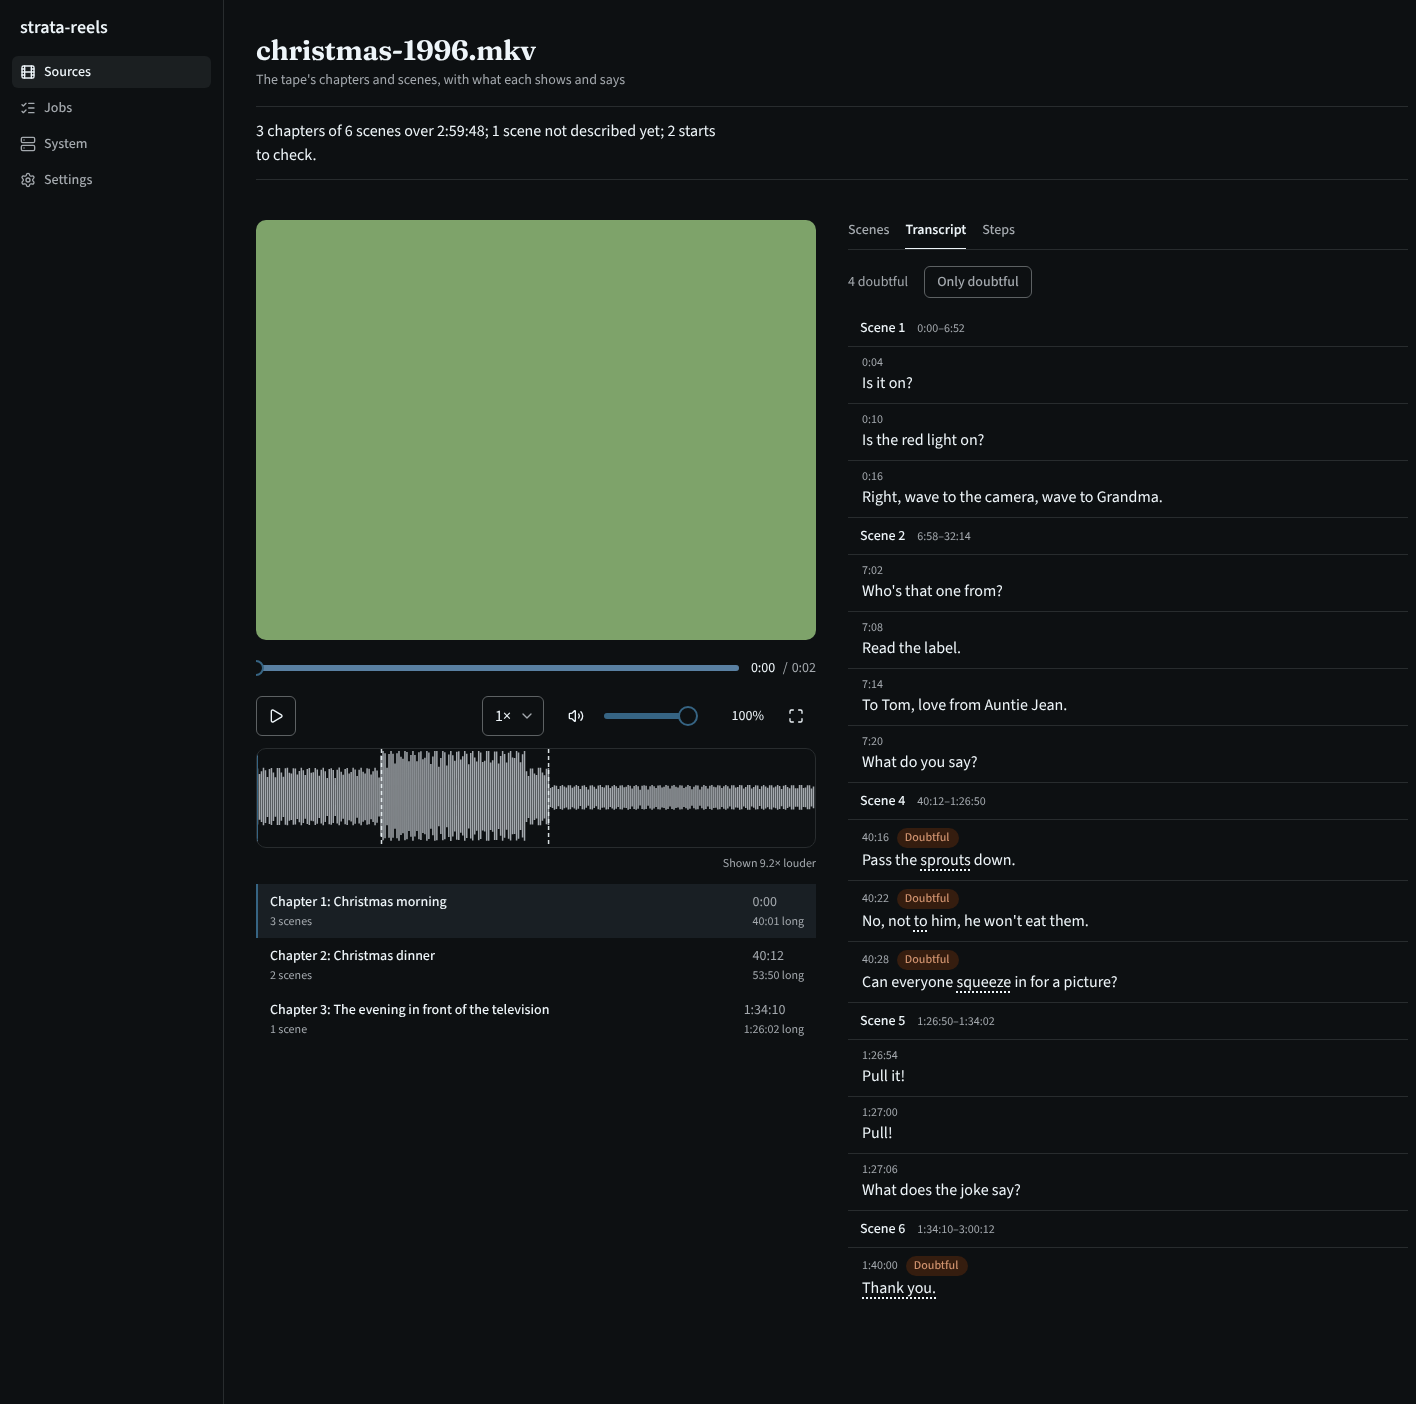 strata-reels
Sources
Jobs
System
Settings
christmas-1996.mkv
The tape's chapters and scenes, with what each shows and says
3 chapters of 6 scenes over 2:59:48; 1 scene not described yet; 2 starts
to check.
0:00 / 0:02
1×
100%
Shown 9.2× louder
Chapter 1: Christmas morning 0:00
3 scenes 40:01 long
Chapter 2: Christmas dinner 40:12
2 scenes 53:50 long
Chapter 3: The evening in front of the television 1:34:10
1 scene 1:26:02 long
Scenes Transcript Steps
4 doubtful Only doubtful
Scene 1 0:00–6:52
0:04
Is it on?
0:10
Is the red light on?
0:16
Right, wave to the camera, wave to Grandma.
Scene 2 6:58–32:14
7:02
Who's that one from?
7:08
Read the label.
7:14
To Tom, love from Auntie Jean.
7:20
What do you say?
Scene 4 40:12–1:26:50
40:16 Doubtful
Pass the sprouts down.
40:22 Doubtful
No, not to him, he won't eat them.
40:28 Doubtful
Can everyone squeeze in for a picture?
Scene 5 1:26:50–1:34:02
1:26:54
Pull it!
1:27:00
Pull!
1:27:06
What does the joke say?
Scene 6 1:34:10–3:00:12
1:40:00 Doubtful
Thank you.